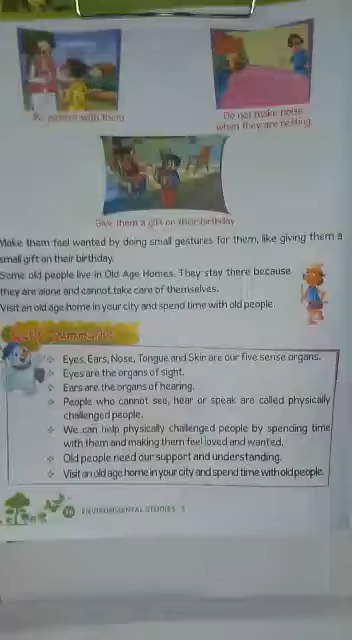 Be patient with them
Do not make noise
when they are resting.
Give them a gift on their birthday
Make them feel wanted by doing small gestures for them, like giving them a
small gift on their birthday.
Some old people live in Old Age Homes. They stay there because
they are alone and cannot take care of themselves.
Visit an old age home in your city and spend time with old people.
Eyes, Ears, Nose, Tongue and Skin are our five sense organs.
Eyes are the organs of sight.
Ears are the organs of hearing.
People who cannot see, hear or speak are called physically
challenged people.
We can help physically challenged people by spending time
with them and making them feel loved and wanted.
Old people need our support and understanding.
Visit an old age home in your city and spend time with old people.
ENVIRONMENTAL STUDIES